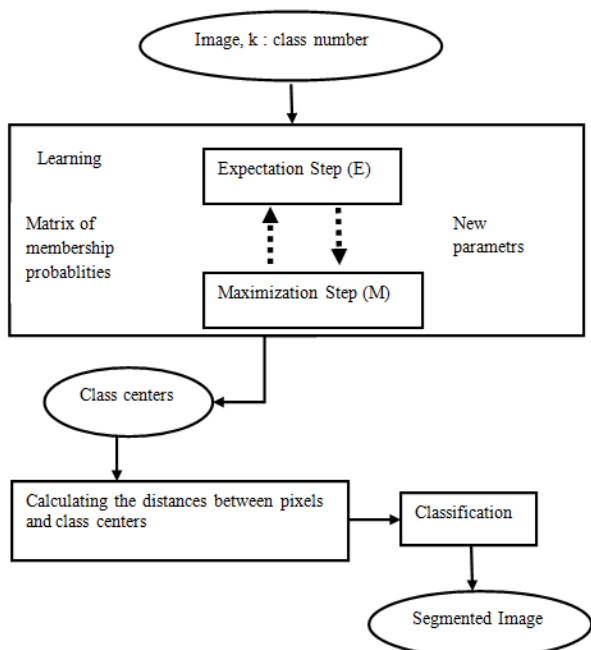 Image, k : class number
Learning
Expectation Step (E)
Matrix of
membership
probablities
New
parametrs
Maximization Step (M)
Class centers
Calculating the distances between pixels
and class centers
Classification
Segmented Image